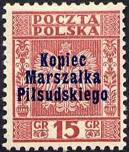 POCZTA
POLSKA
Kopiec
Marszałka
Piłsudskiego
GR 15 GR